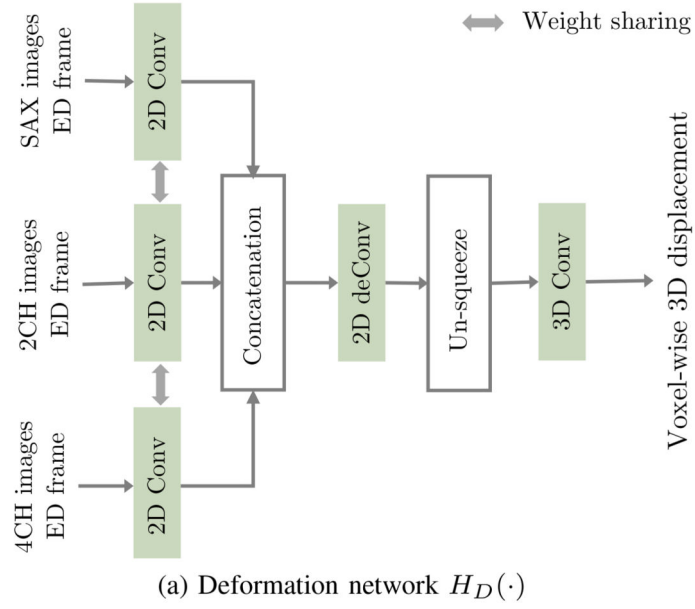 Weight sharing
SAX images
ED frame
2D Conv
2CH images
ED frame
2D Conv
4CH images
ED frame
2D Conv
Concatenation
2D deConv
Un-squeeze
3D Conv
Voxel-wise 3D displacement
(a) Deformation network H_D(·)